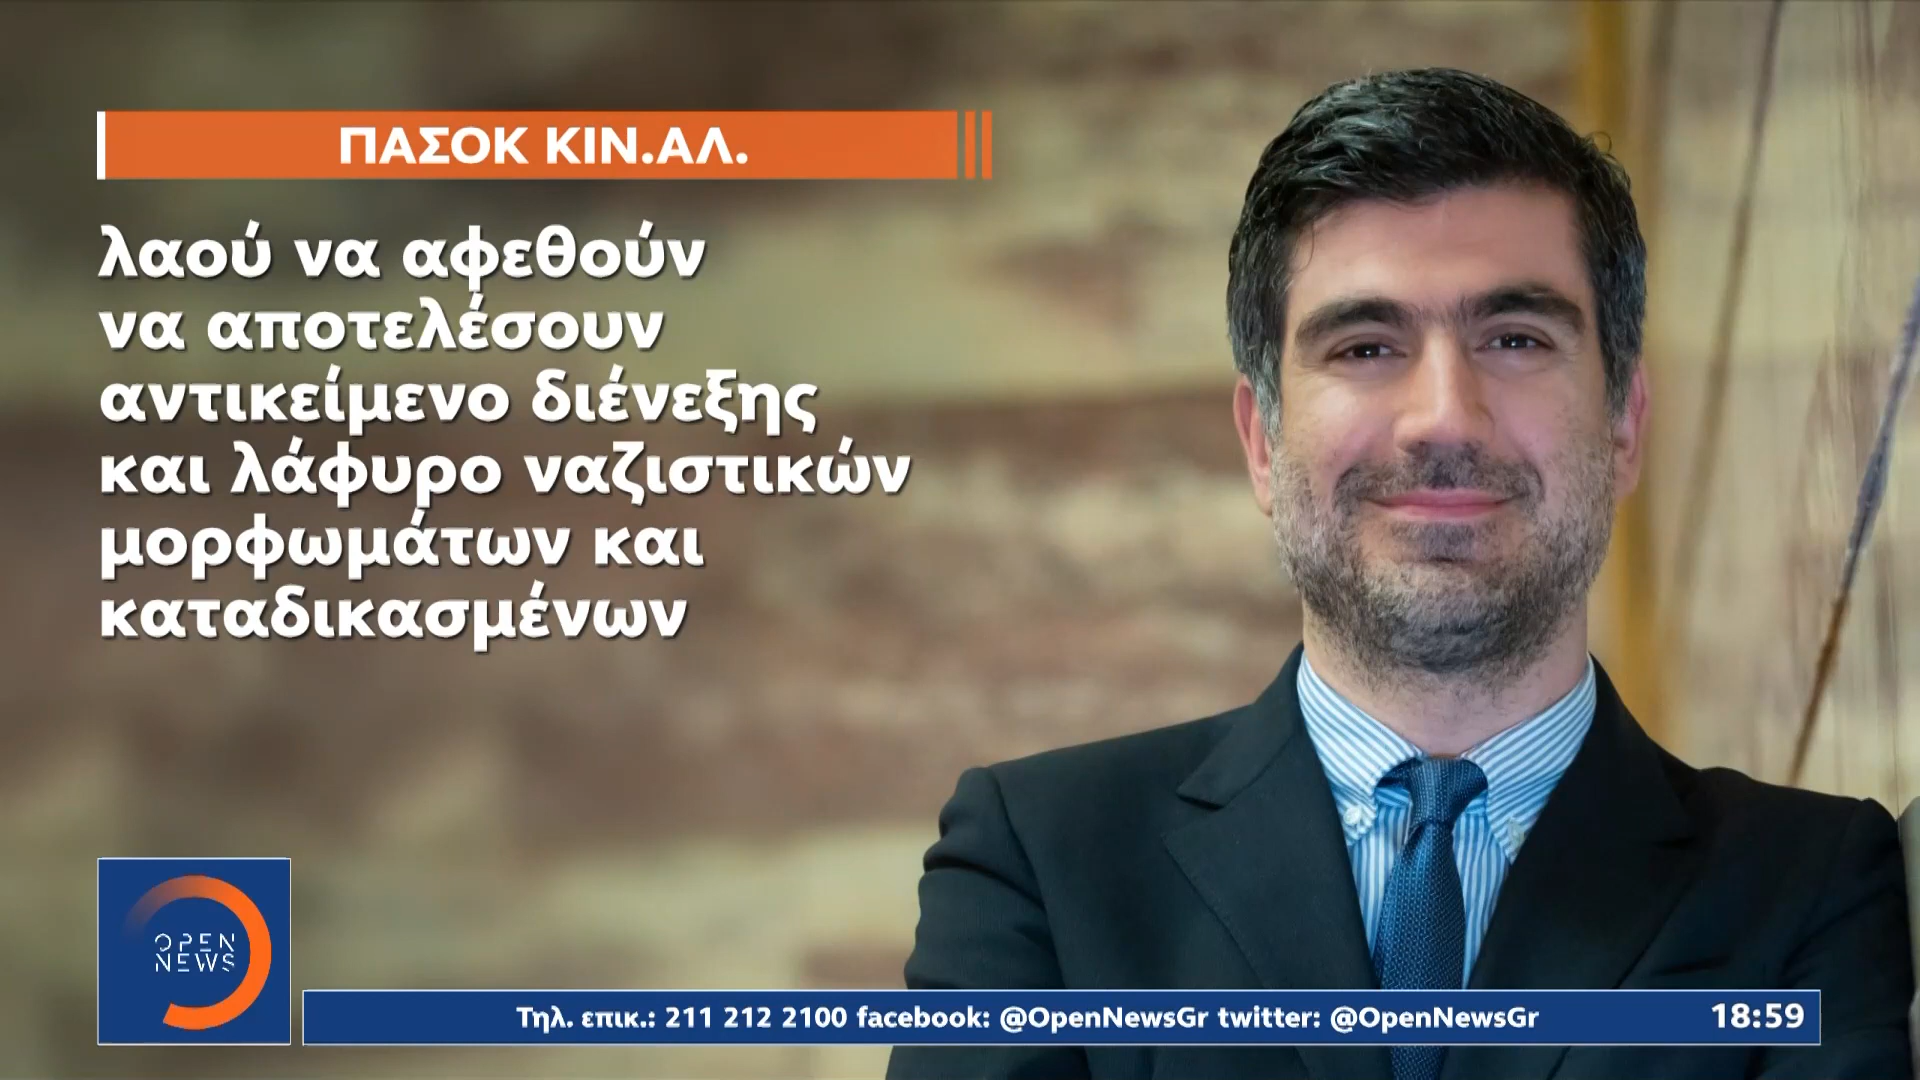 ΠΑΣΟΚ ΚΙΝ.ΑΛ.
λαού να αφεθούν
να αποτελέσουν
αντικείμενο διένεξης
και λάφυρο ναζιστικών
μορφωμάτων και
καταδικασμένων
OPEN
NEWS
Τηλ. επικ.: 211 212 2100 facebook: @OpenNewsGr twitter: @OpenNewsGr 18:59